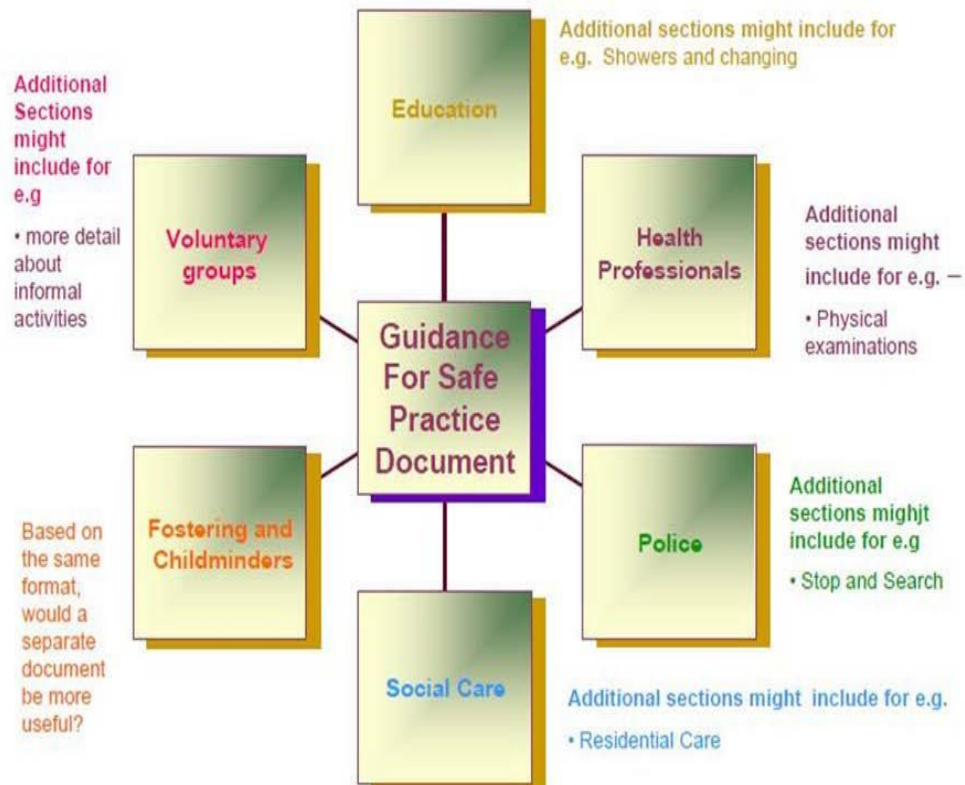 Additional sections might include for
e.g. Showers and changing
Education
Additional
Sections
might
include for
e.g
• more detail
about
informal
activities
Voluntary
groups
Health
Professionals
Additional
sections might
include for e.g. –
• Physical
examinations
Guidance
For Safe
Practice
Document
Based on
the same
format,
would a
separate
document
be more
useful?
Fostering and
Childminders
Police
Additional
sections mighjt
include for e.g
• Stop and Search
Social Care
Additional sections might include for e.g.
• Residential Care